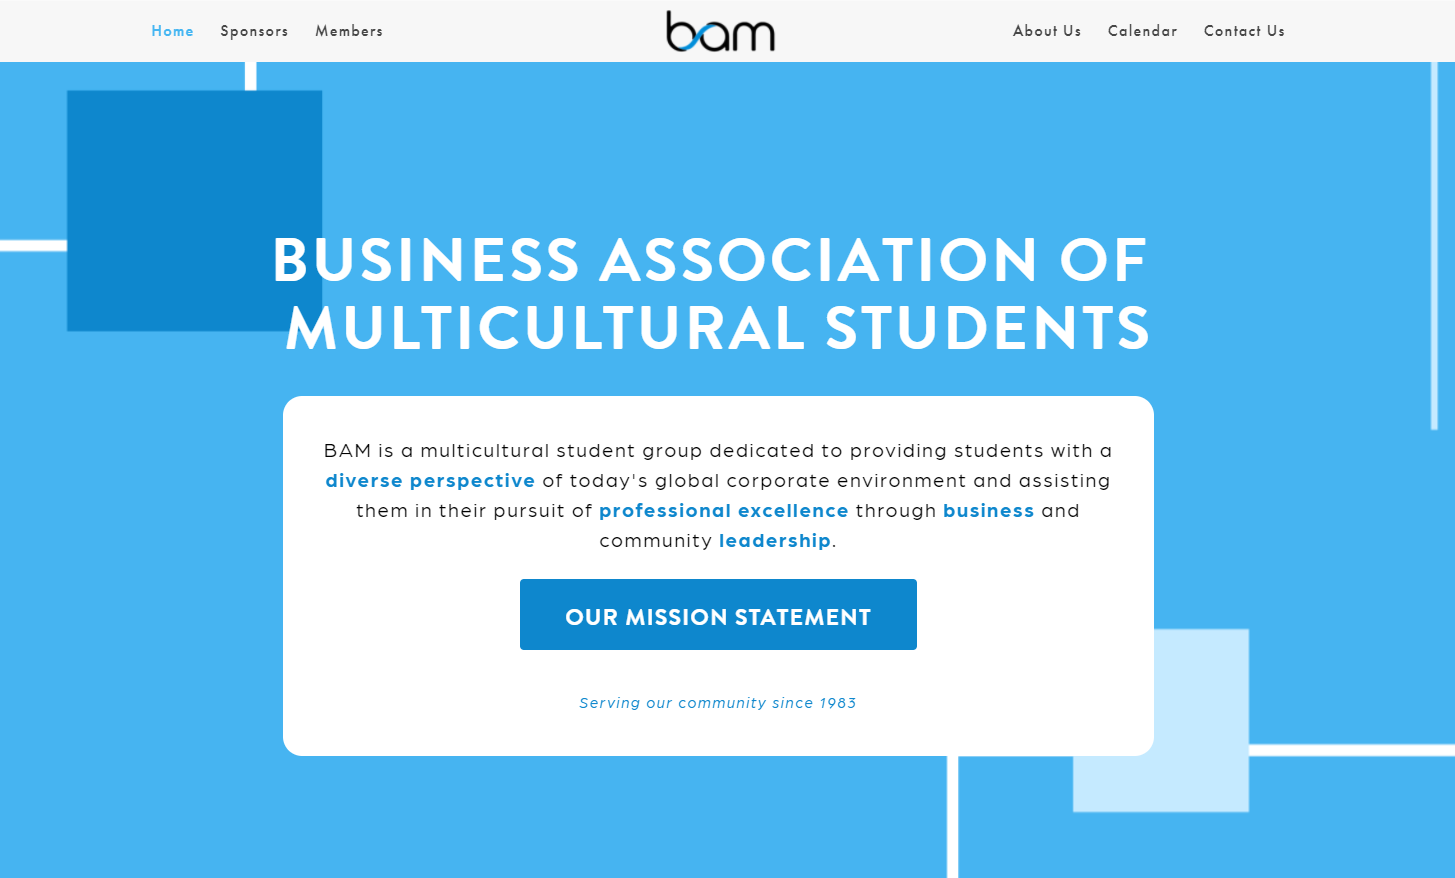 Home Sponsors Members bam About Us Calendar Contact Us
BUSINESS ASSOCIATION OF
MULTICULTURAL STUDENTS
BAM is a multicultural student group dedicated to providing students with a
diverse perspective of today's global corporate environment and assisting
them in their pursuit of professional excellence through business and
community leadership.
OUR MISSION STATEMENT
Serving our community since 1983